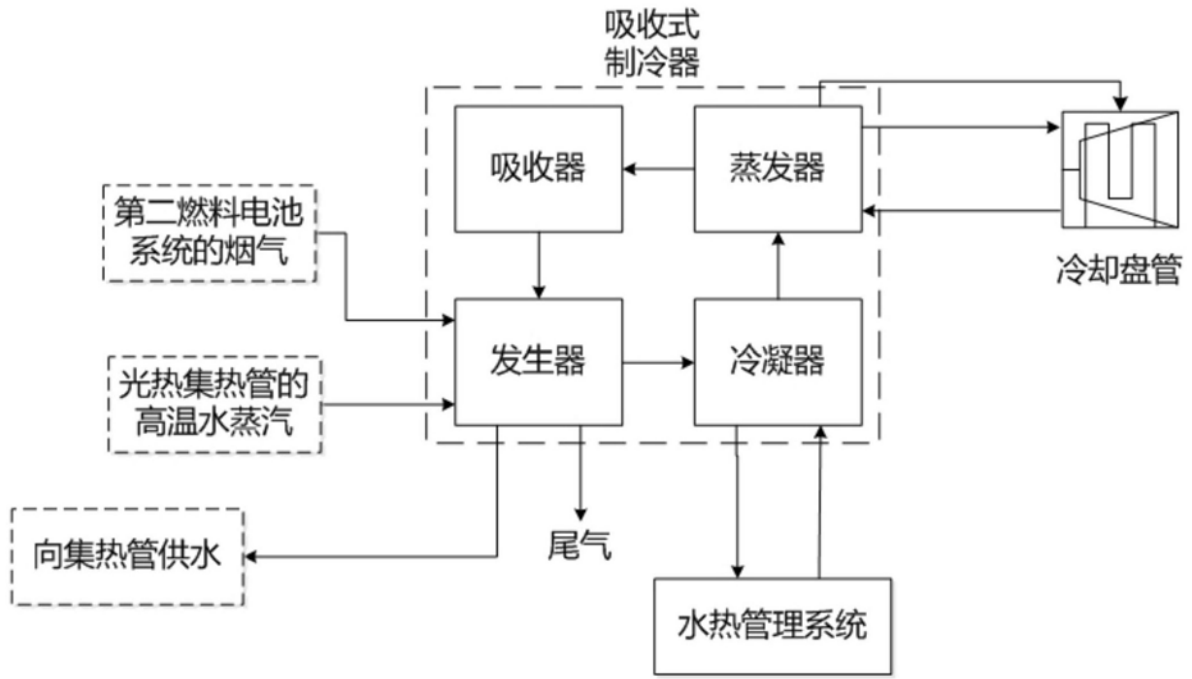 吸收式
制冷器
吸收器
蒸发器
第二燃料电池
系统的烟气
冷却盘管
发生器
冷凝器
光热集热管的
高温水蒸汽
尾气
向集热管供水
水热管理系统